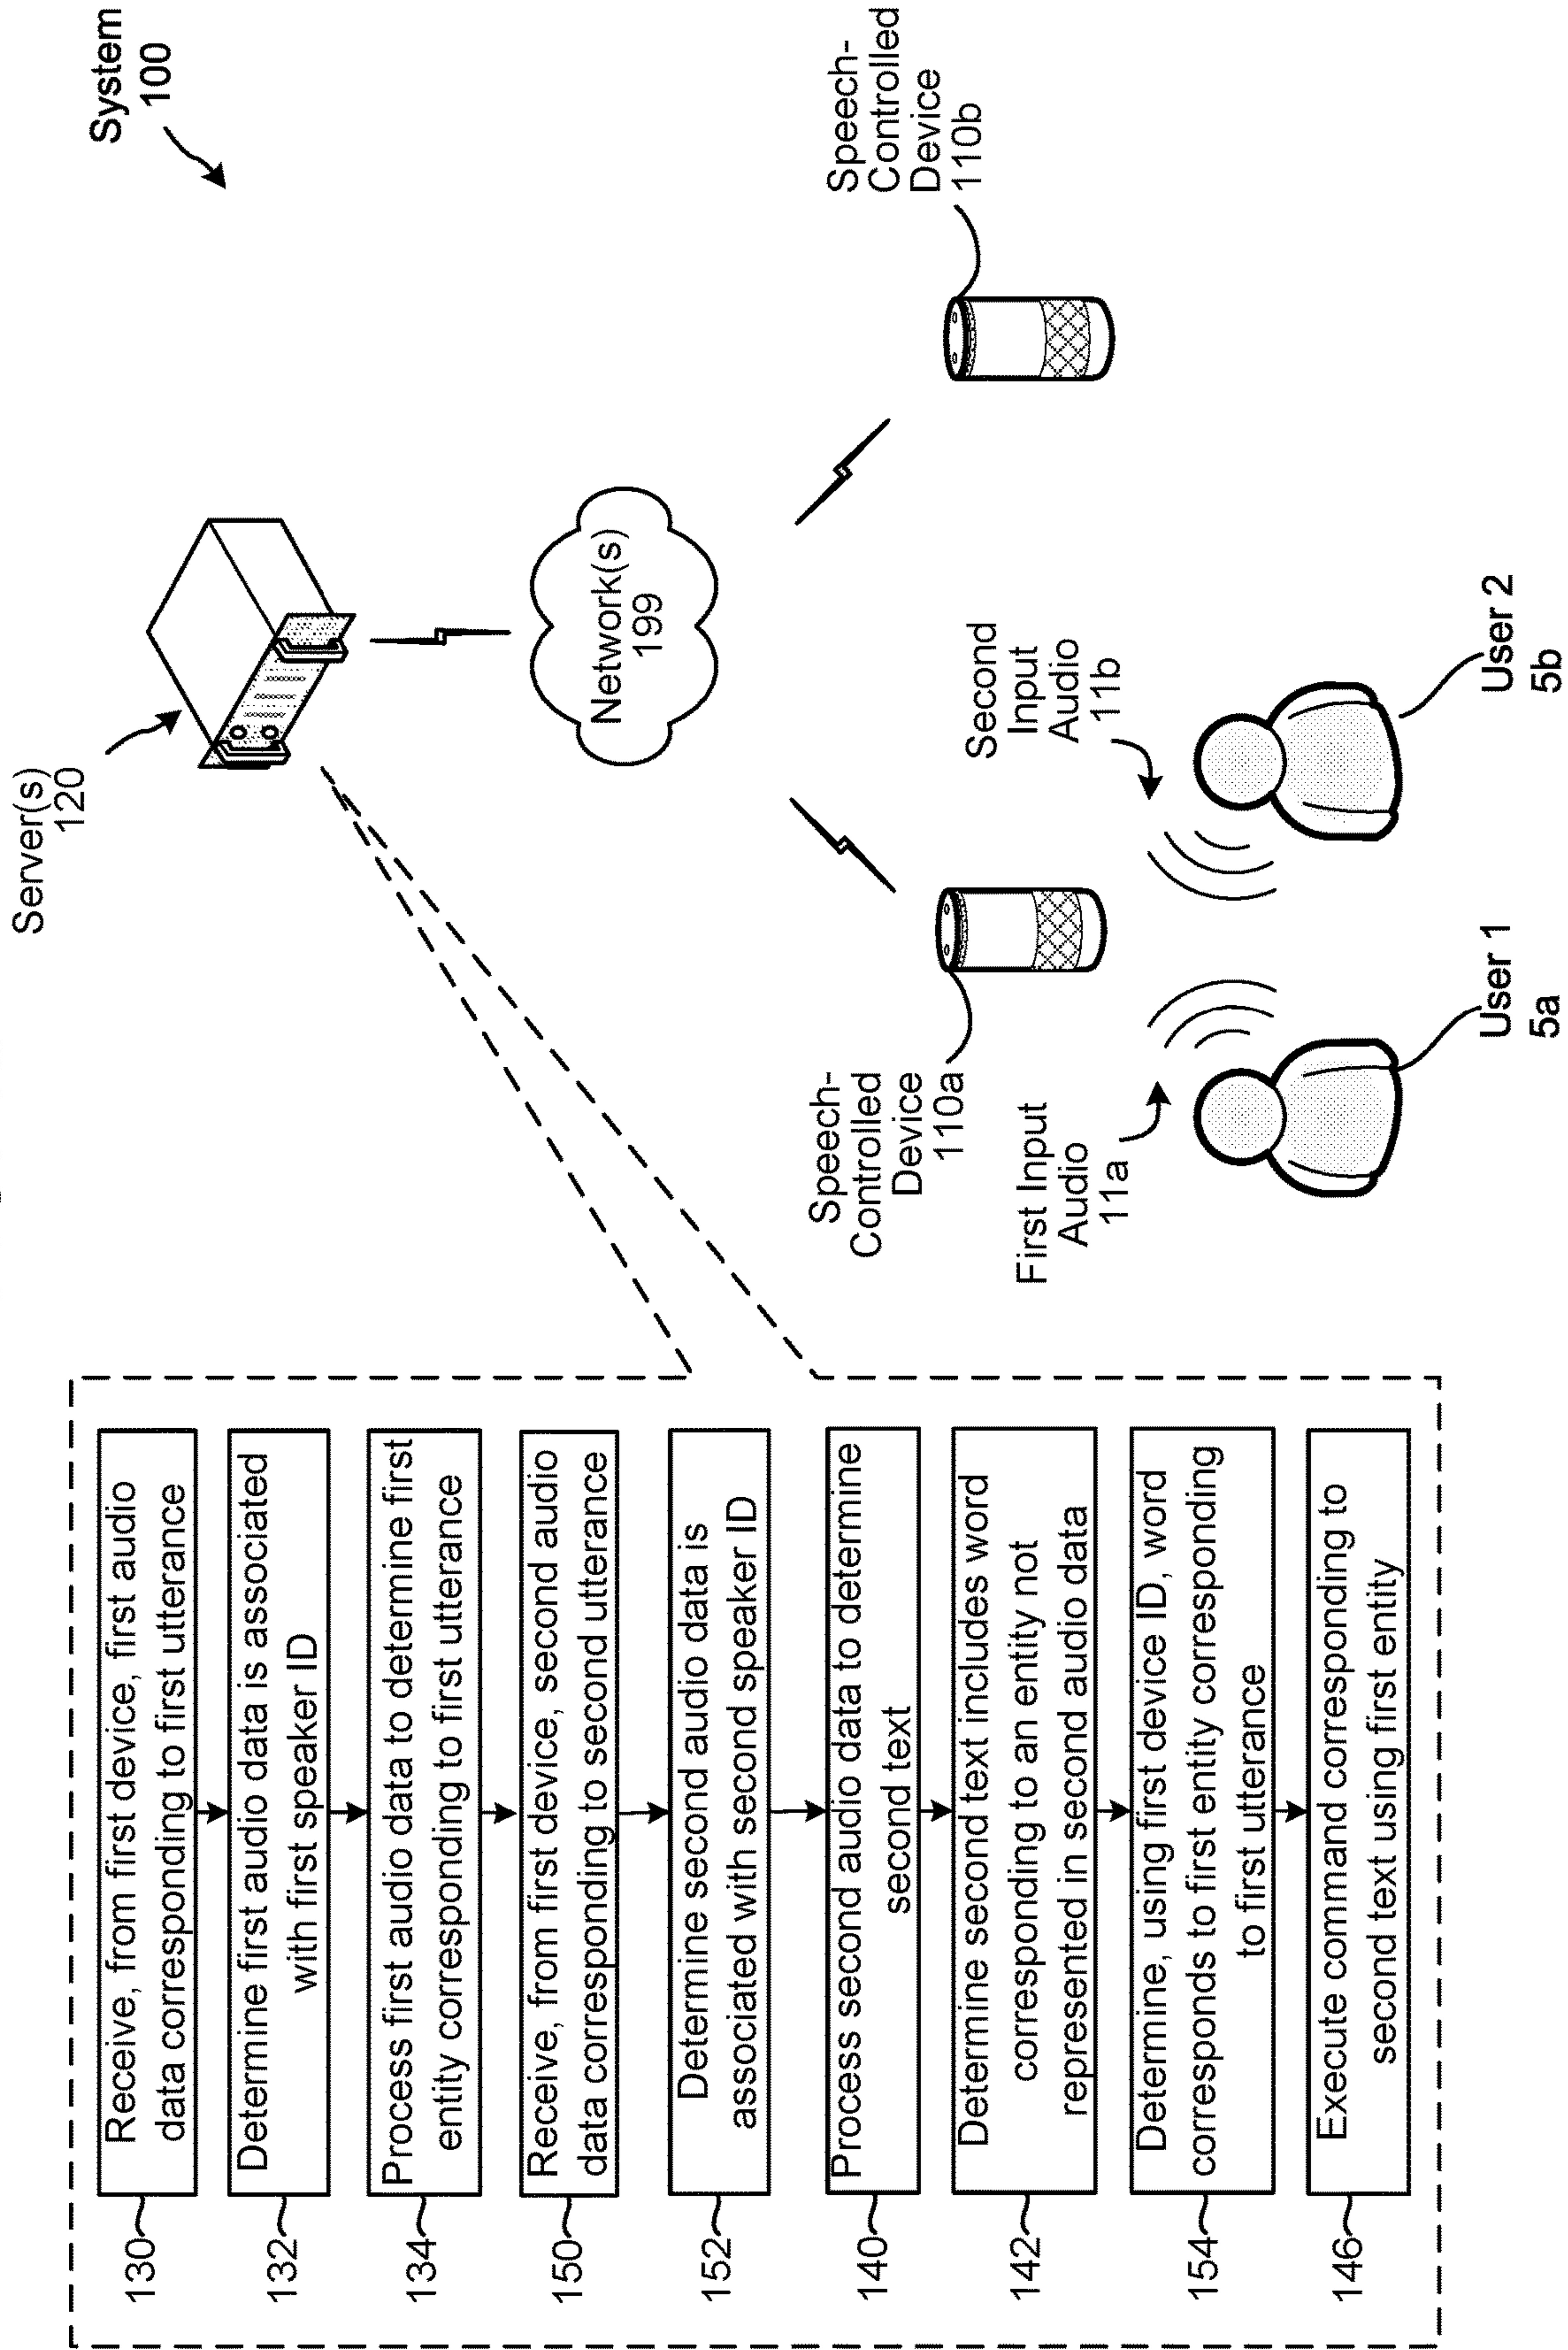 System
100
Server(s)
120
Network(s)
199
Speech-
Controlled
Device
110a
Speech-
Controlled
Device
110b
First Input
Audio
11a
Second
Input
Audio
11b
User 1
5a
User 2
5b
130
Receive, from first device, first audio
data corresponding to first utterance
132
Determine first audio data is associated
with first speaker ID
134
Process first audio data to determine first
entity corresponding to first utterance
150
Receive, from first device, second audio
data corresponding to second utterance
152
Determine second audio data is
associated with second speaker ID
140
Process second audio data to determine
second text
142
Determine second text includes word
corresponding to an entity not
represented in second audio data
154
Determine, using first device ID, word
corresponds to first entity corresponding
to first utterance
146
Execute command corresponding to
second text using first entity